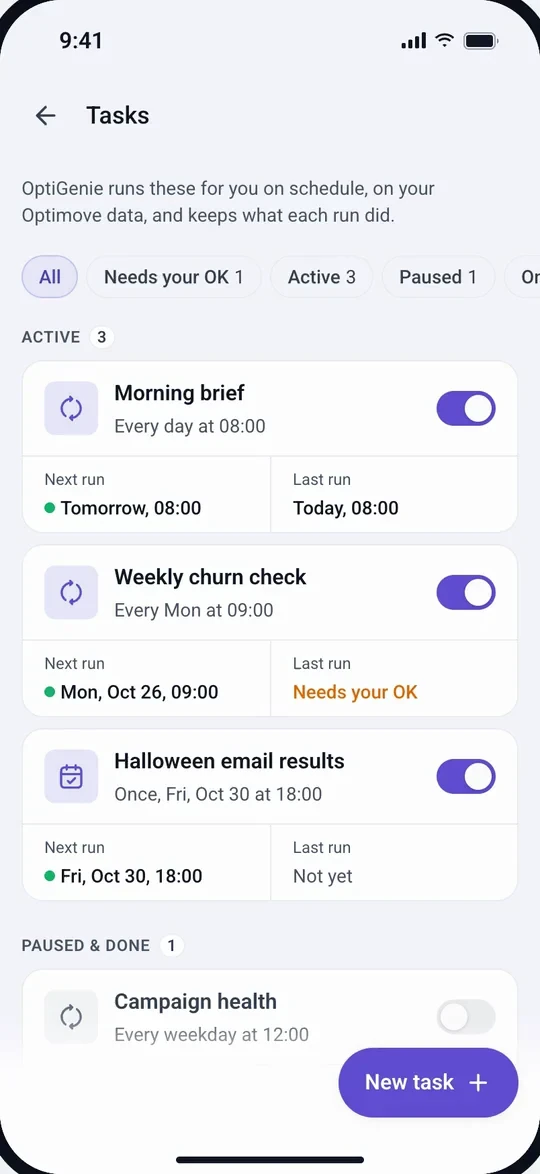 9:41
Tasks
OptiGenie runs these for you on schedule, on your
Optimove data, and keeps what each run did.
All
Needs your OK 1
Active 3
Paused 1
ACTIVE 3
Morning brief
Every day at 08:00
Next run
Last run
Tomorrow, 08:00
Today, 08:00
Weekly churn check
Every Mon at 09:00
Next run
Last run
Mon, Oct 26, 09:00
Needs your OK
Halloween email results
Once, Fri, Oct 30 at 18:00
Next run
Last run
Fri, Oct 30, 18:00
Not yet
PAUSED & DONE 1
Campaign health
Every weekday at 12:00
New task +